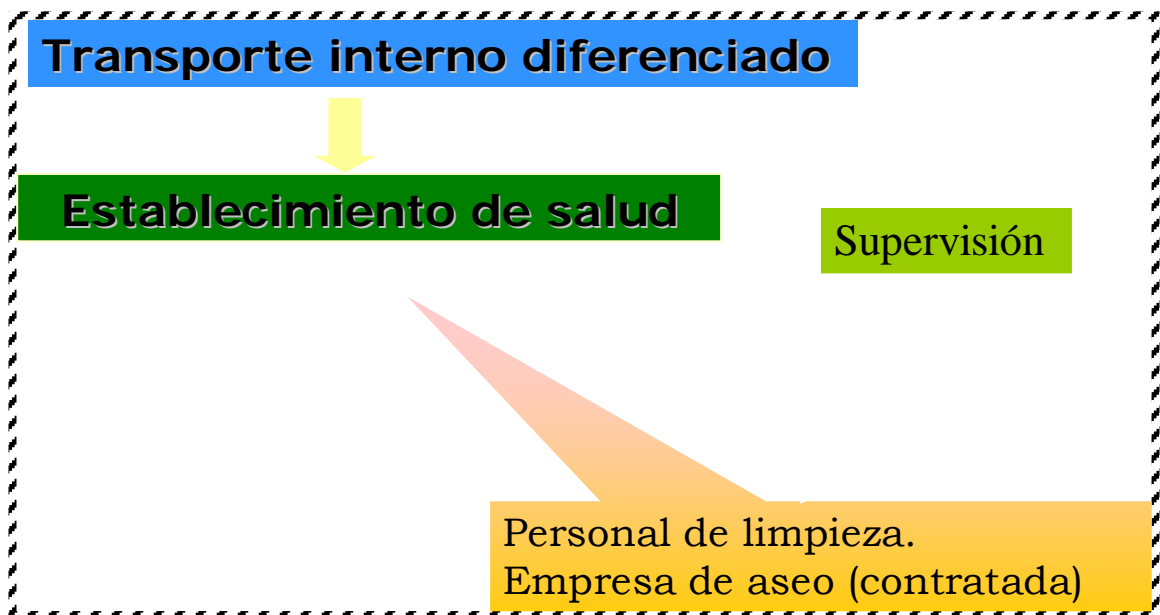 Transporte interno diferenciado
Establecimiento de salud
Supervisión
Personal de limpieza.
Empresa de aseo (contratada)